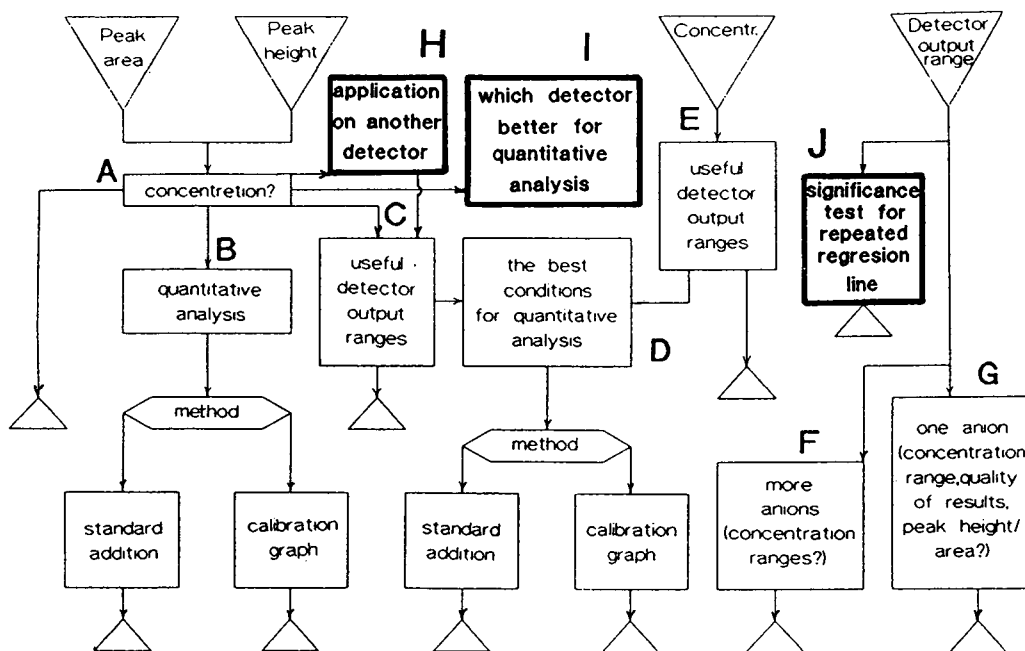 Peak
area
Peak
height
Concentr.
Detector
output
range
H
I
application
on another
detector
which detector
better for
quantitative
analysis
E
J
A
concentretion?
useful
detector
output
ranges
significance
test for
repeated
regresion
line
B
C
quantitative
analysis
useful
detector
output
ranges
the best
conditions
for quantitative
analysis
D
G
method
method
F
one anion
(concentration
range,quality
of results,
peak height/
area?)
more
anions
(concentration
ranges?)
standard
addition
calibration
graph
standard
addition
calibration
graph